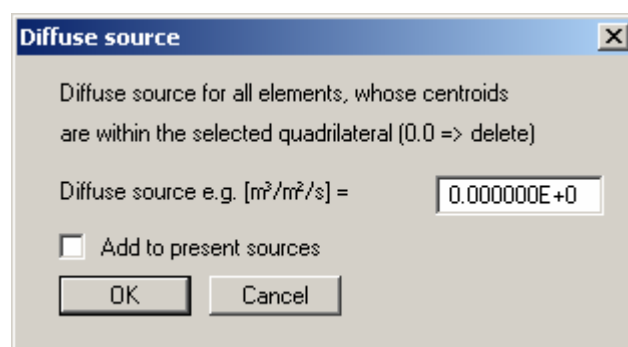 Diffuse source
Diffuse source for all elements, whose centroids
are within the selected quadrilateral (0.0 => delete)
Diffuse source e.g. [m³/m²/s] = 0.000000E+0
Add to present sources
OK Cancel